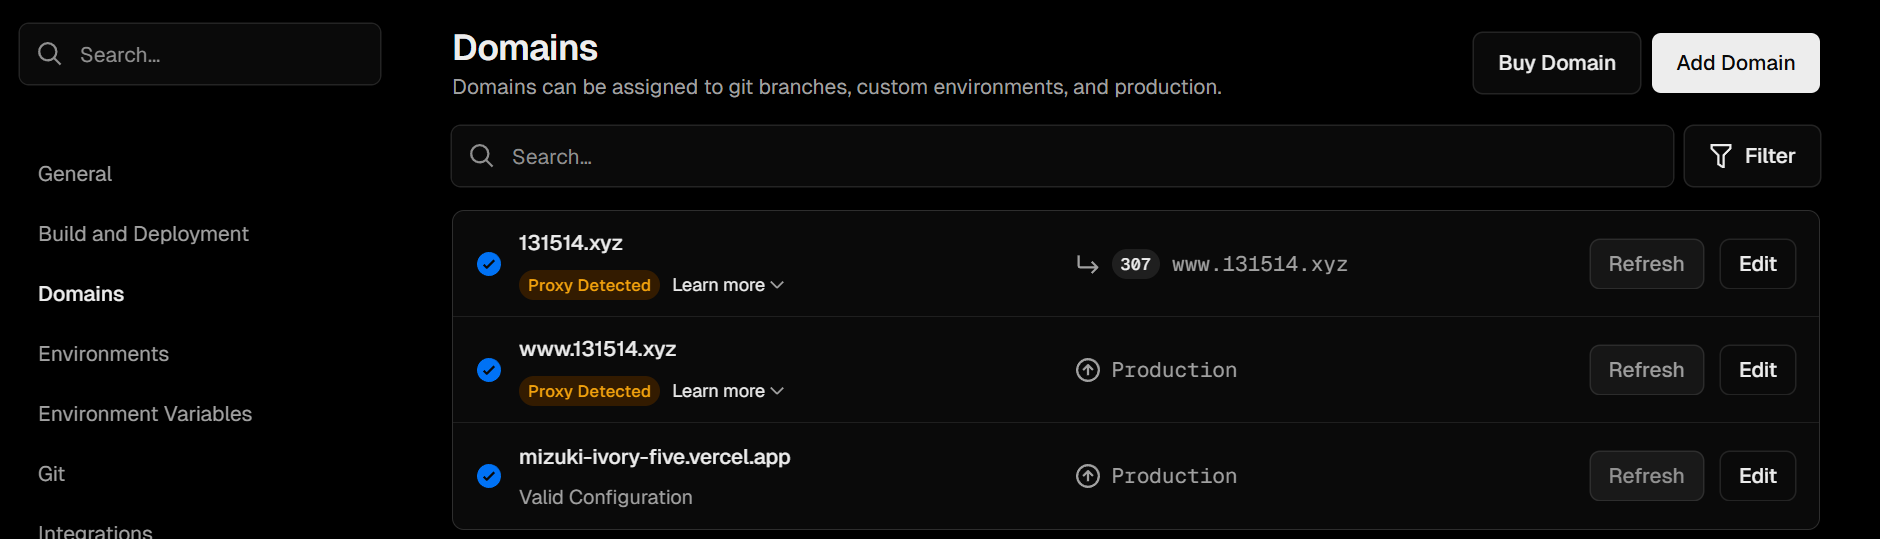 Search...
General
Build and Deployment
Domains
Environments
Environment Variables
Git
Integrations
Domains
Domains can be assigned to git branches, custom environments, and production.
Buy Domain
Add Domain
Search...
Filter
131514.xyz
Proxy Detected Learn more
307 www.131514.xyz
Refresh
Edit
www.131514.xyz
Proxy Detected Learn more
Production
Refresh
Edit
mizuki-ivory-five.vercel.app
Valid Configuration
Production
Refresh
Edit